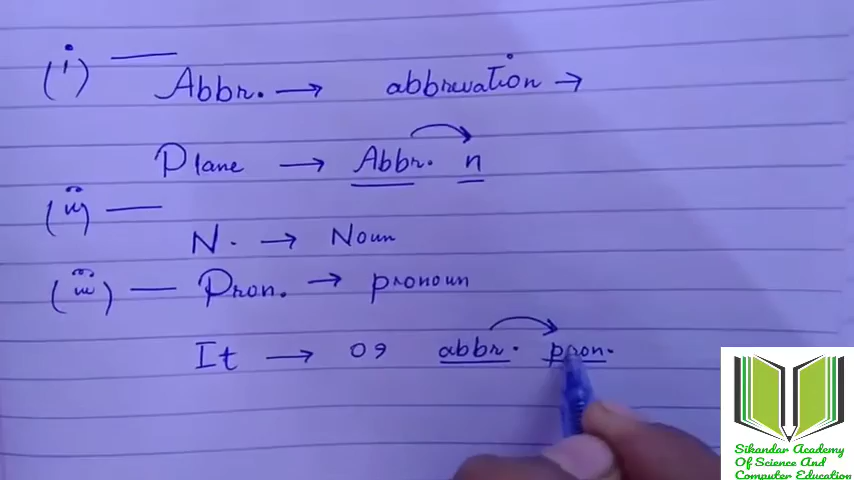 (i) — Abbr. → abbrevation →
Plane → Abbr. n
(ii) —
N. → Noun
(iii) — Pron. → pronoun
It → 09 abbr. pron.
Sikandar Academy
Of Science And
Computer Education